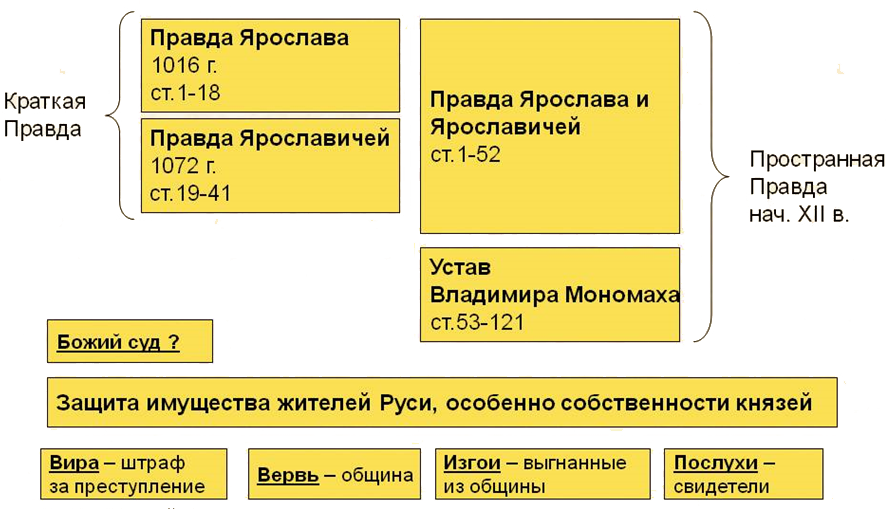 Краткая
Правда
Правда Ярослава
1016 г.
ст.1-18
Правда Ярославичей
1072 г.
ст.19-41
Правда Ярослава и
Ярославичей
ст.1-52
Устав
Владимира Мономаха
ст.53-121
Пространная
Правда
нач. XII в.
Божий суд ?
Защита имущества жителей Руси, особенно собственности князей
Вира – штраф
за преступление
Вервь – община
Изгои – выгнанные
из общины
Послухи –
свидетели